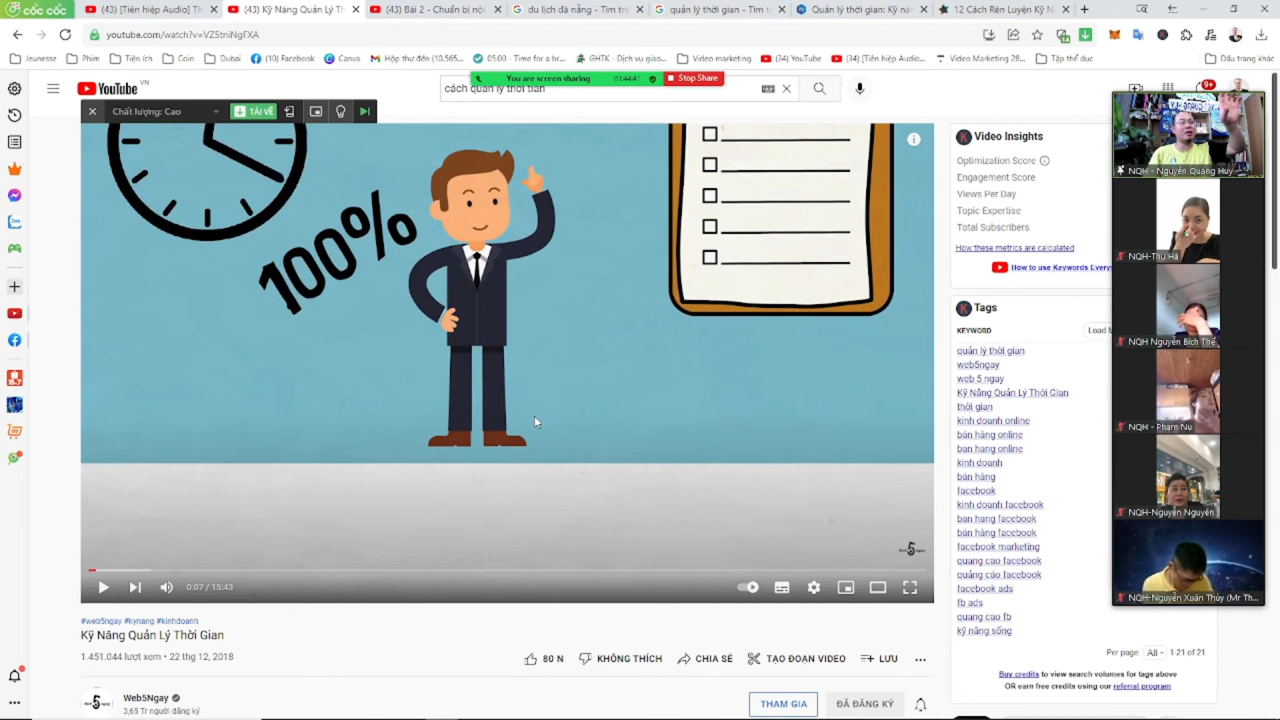 cốc cốc
(43) [Tiền hiệp Audio] Th
(43) Kỹ Năng Quản Lý Th
(43) Bài 2 - Chuẩn bị nộ
du lịch đà nẵng - Tìm trê
quản lý thời gian - Tìm t
Quản lý thời gian: Kỹ nă
12 Cách Rèn Luyện Kỹ N
youtube.com/watch?v=VZ5tniNgFXA
Jeunesse
Phim
Tiện ích
Coin
Dubai
(10) Facebook
Canva
Hộp thư đến (10.565...
05:00 - Time for a br...
GHTK - Dịch vụ giao...
Video marketing
(34) YouTube
(34) [Tiên hiệp Audio...
Video Marketing 28...
Tập thể dục
Dấu trang khác
You are screen sharing
01:44:41
Stop Share
YouTube
VN
cách quản lý thời tian
9+
Chất lượng: Cao
TẢI VỀ
100%
Web 5 Ngày
0:07 / 15:43
#web5ngay #kynang #kinhdoanh
Kỹ Năng Quản Lý Thời Gian
1.451.044 lượt xem • 22 thg 12, 2018
80 N
KHÔNG THÍCH
CHIA SẺ
TẠO ĐOẠN VIDEO
LƯU
Web5Ngay
3,65 Tr người đăng ký
THAM GIA
ĐÃ ĐĂNG KÝ
Video Insights
Optimization Score
Engagement Score
Views Per Day
Topic Expertise
Total Subscribers
How these metrics are calculated
How to use Keywords Every
Tags
KEYWORD
Load M
quản lý thời gian
web5ngay
web 5 ngay
Kỹ Năng Quản Lý Thời Gian
thời gian
kinh doanh online
bán hàng online
ban hang online
kinh doanh
bán hàng
facebook
kinh doanh facebook
ban hang facebook
bán hàng facebook
facebook marketing
quang cao facebook
quảng cáo facebook
facebook ads
fb ads
quang cao fb
kỹ năng sống
Per page: All 1-21 of 21
Buy credits to view search volumes for tags above
OR earn free credits using our referral program
NQH - Nguyễn Quang Huy
NQH-Thu Hà
NQH Nguyễn Bích Thế
NQH - Phạm Nụ
NQH-Nguyễn Nguyên
NQH-Nguyễn Xuân Thủy (Mr Th...